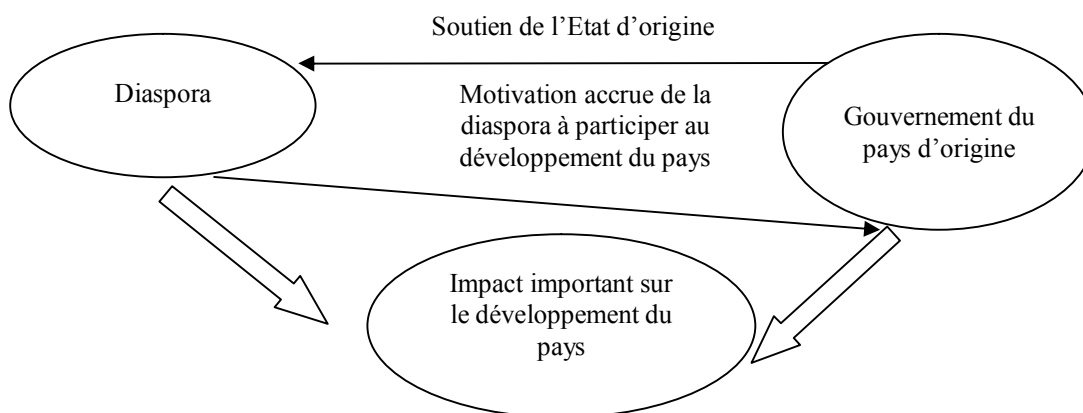 Soutien de l’Etat d’origine
Diaspora
Motivation accrue de la
diaspora à participer au
développement du pays
Gouvernement du
pays d’origine
Impact important sur
le développement du
pays